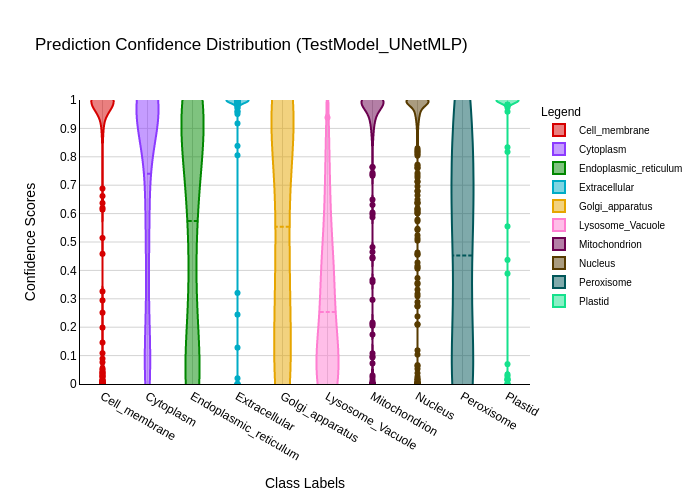 Prediction Confidence Distribution (TestModel_UNetMLP)
Legend
Cell_membrane
Cytoplasm
Endoplasmic_reticulum
Extracellular
Golgi_apparatus
Lysosome_Vacuole
Mitochondrion
Nucleus
Peroxisome
Plastid
Confidence Scores
1
0.9
0.8
0.7
0.6
0.5
0.4
0.3
0.2
0.1
0
Cell_membrane
Cytoplasm
Endoplasmic_reticulum
Extracellular
Golgi_apparatus
Lysosome_Vacuole
Mitochondrion
Nucleus
Peroxisome
Plastid
Class Labels